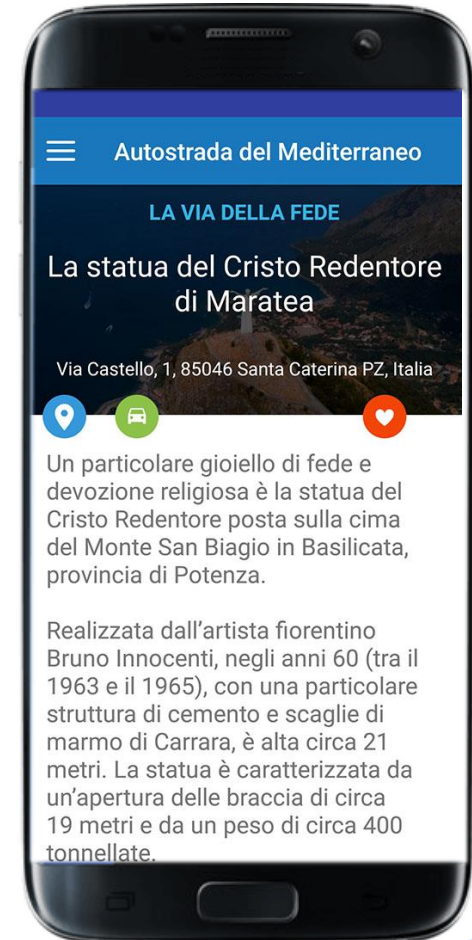 Autostrada del Mediterraneo
LA VIA DELLA FEDE
La statua del Cristo Redentore
di Maratea
Via Castello, 1, 85046 Santa Caterina PZ, Italia
Un particolare gioiello di fede e
devozione religiosa è la statua del
Cristo Redentore posta sulla cima
del Monte San Biagio in Basilicata,
provincia di Potenza.
Realizzata dall’artista fiorentino
Bruno Innocenti, negli anni 60 (tra il
1963 e il 1965), con una particolare
struttura di cemento e scaglie di
marmo di Carrara, è alta circa 21
metri. La statua è caratterizzata da
un’apertura delle braccia di circa
19 metri e da un peso di circa 400
tonnellate.